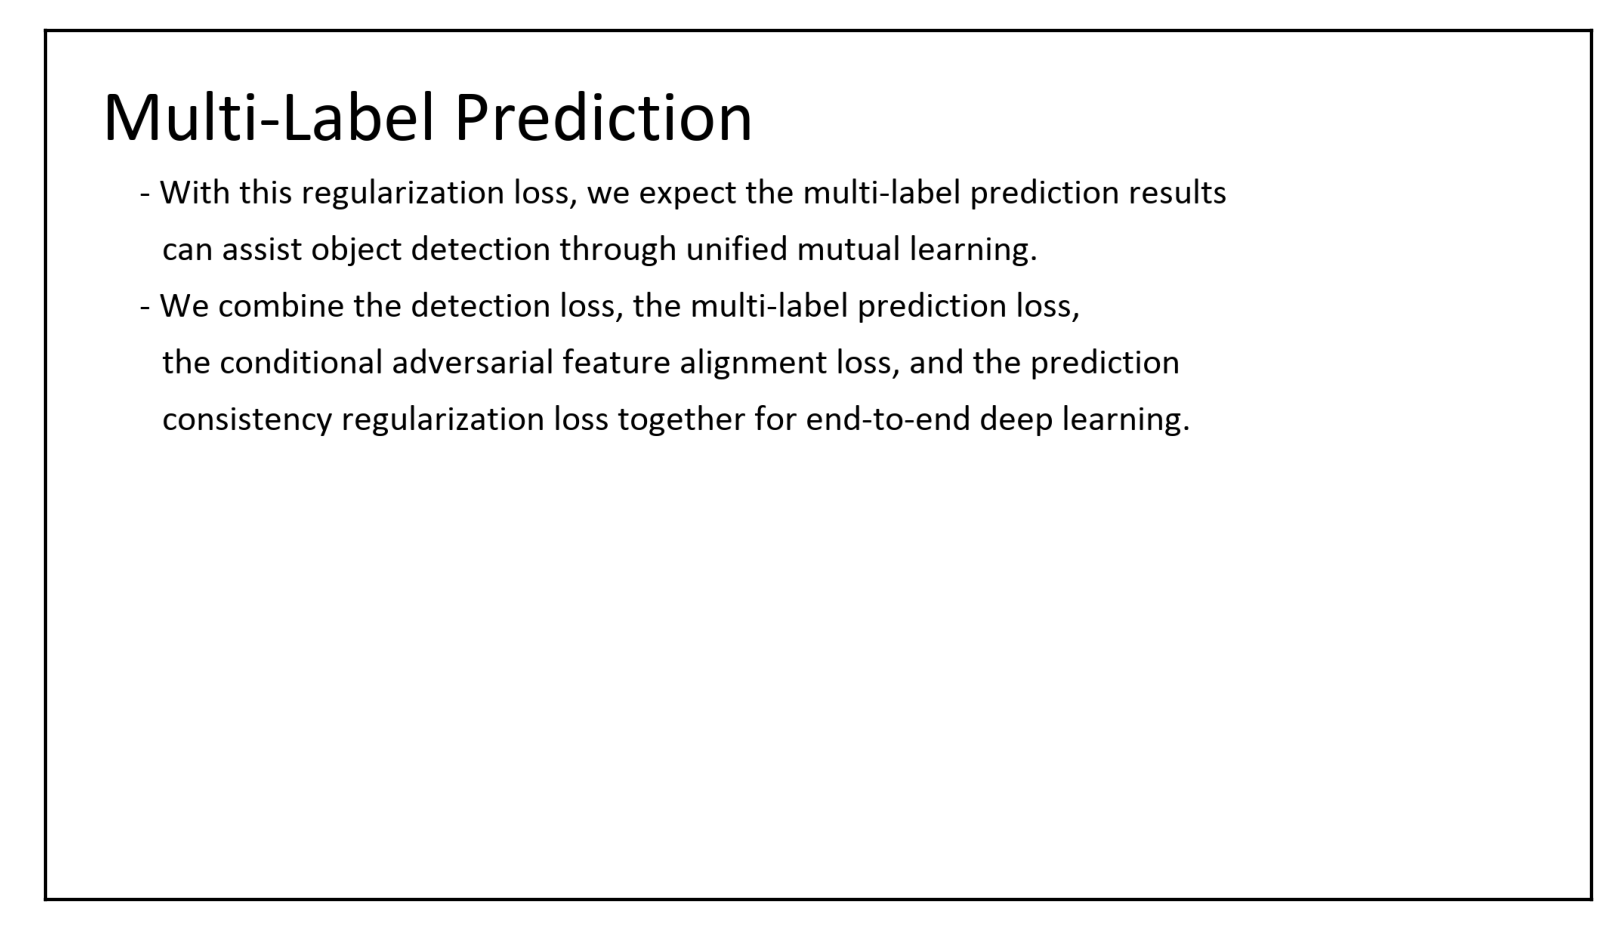 Multi-Label Prediction
- With this regularization loss, we expect the multi-label prediction results
can assist object detection through unified mutual learning.
- We combine the detection loss, the multi-label prediction loss,
the conditional adversarial feature alignment loss, and the prediction
consistency regularization loss together for end-to-end deep learning.